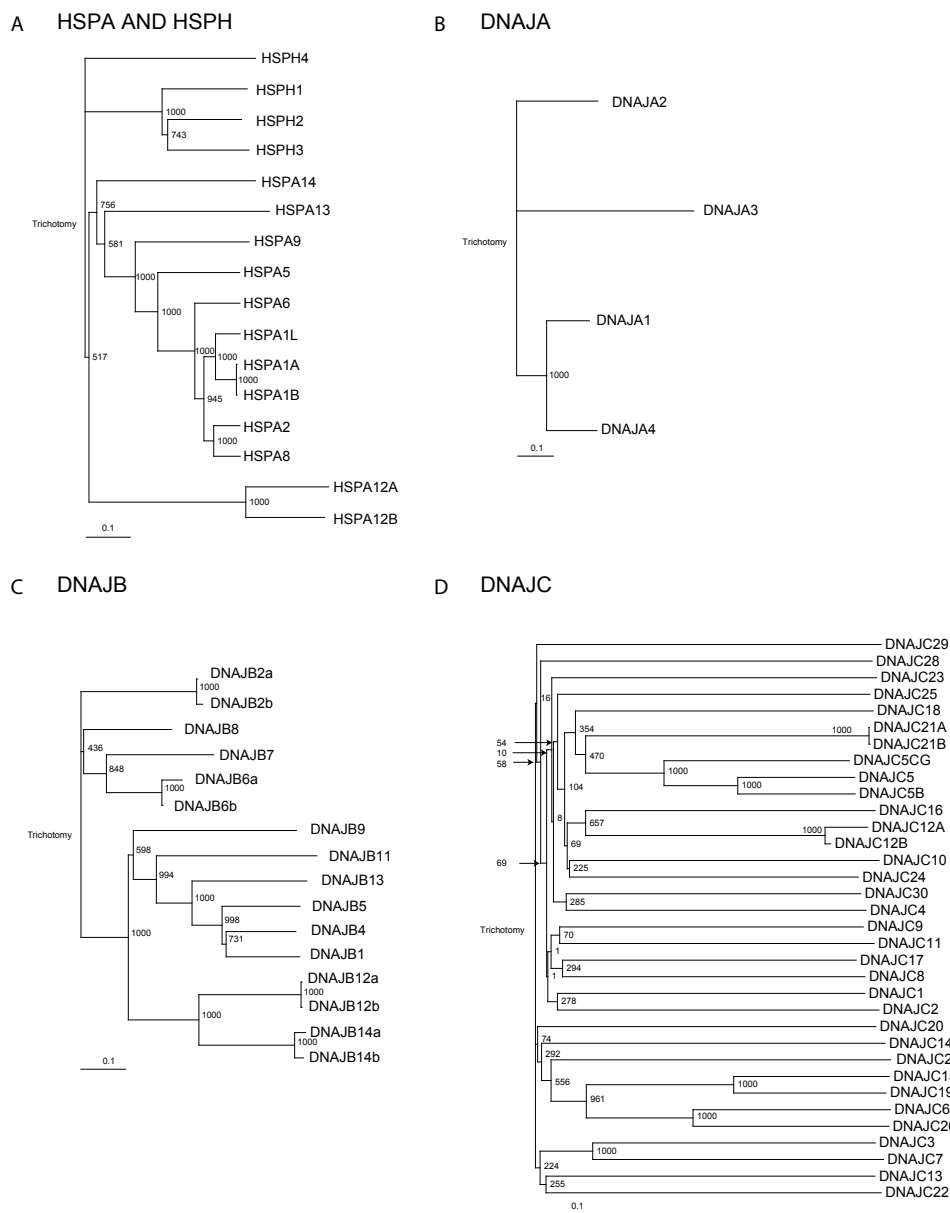 A HSPA AND HSPH
HSPH4
HSPH1
1000
HSPH2
743
HSPH3
HSPA14
756
HSPA13
Trichotomy
581
HSPA9
1000
HSPA5
1000
HSPA6
HSPA1L
1000
1000
HSPA1A
517
1000
HSPA1B
945
HSPA2
1000
HSPA8
HSPA12A
1000
HSPA12B
0.1
B DNAJA
DNAJA2
DNAJA3
Trichotomy
DNAJA1
1000
DNAJA4
0.1
C DNAJB
DNAJB2a
1000
DNAJB2b
DNAJB8
436
DNAJB7
848
DNAJB6a
1000
DNAJB6b
DNAJB9
Trichotomy
598
DNAJB11
994
DNAJB13
1000
DNAJB5
998
DNAJB4
731
1000
DNAJB1
DNAJB12a
1000
DNAJB12b
1000
DNAJB14a
1000
DNAJB14b
0.1
D DNAJC
DNAJC29
DNAJC28
DNAJC23
16
DNAJC25
DNAJC18
354
1000
DNAJC21A
DNAJC21B
54
10
470
58
DNAJC5CG
1000
DNAJC5
1000
DNAJC5B
104
DNAJC16
8
657
1000
DNAJC12A
69
DNAJC12B
69
DNAJC10
225
DNAJC24
DNAJC30
285
DNAJC4
Trichotomy
DNAJC9
70
DNAJC11
1
DNAJC17
294
1
DNAJC8
DNAJC1
278
DNAJC2
DNAJC20
74
DNAJC14
292
DNAJC2
556
DNAJC1
1000
DNAJC19
961
DNAJC6
1000
DNAJC2
DNAJC3
1000
DNAJC7
224
DNAJC13
255
DNAJC22
0.1